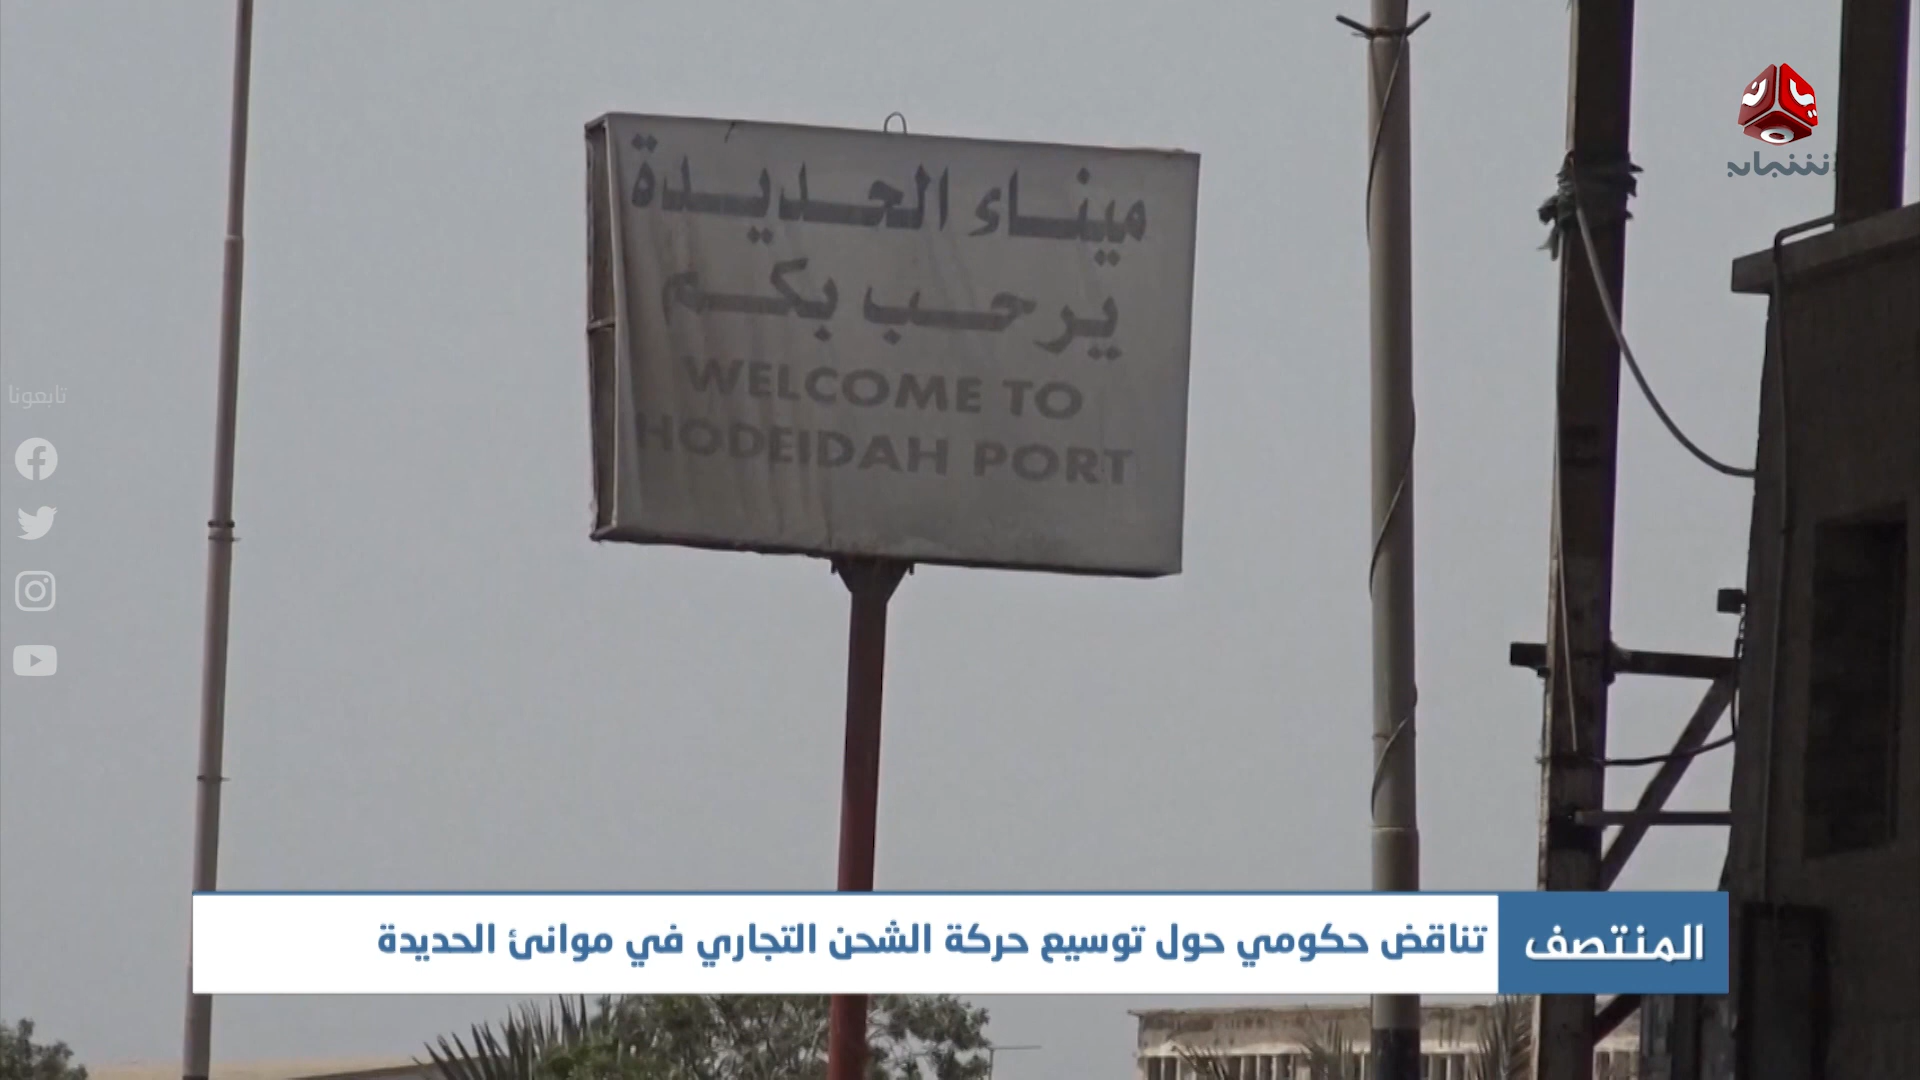 ميناء الحديدة
يرحب بكم
WELCOME TO
HODEIDAH PORT
تابعونا
المنتصف
تناقض حكومي حول توسيع حركة الشحن التجاري في موانئ الحديدة